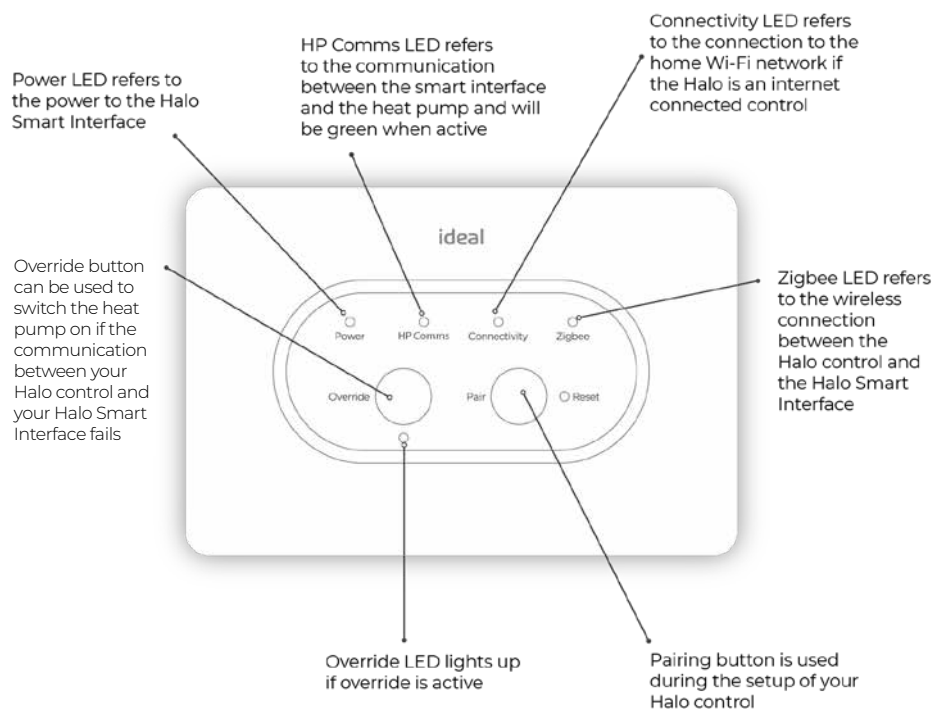 Connectivity LED refers
to the connection to the
home Wi-Fi network if
the Halo is an internet
connected control
HP Comms LED refers
to the communication
between the smart interface
and the heat pump and will
be green when active
Power LED refers to
the power to the Halo
Smart Interface
ideal
Override button
can be used to
switch the heat
pump on if the
communication
between your
Halo control and
your Halo Smart
Interface fails
Zigbee LED refers
to the wireless
connection
between the
Halo control and
the Halo Smart
Interface
Power
HP Comms
Connectivity
Zigbee
Override
Pair
Reset
Override LED lights up
if override is active
Pairing button is used
during the setup of your
Halo control